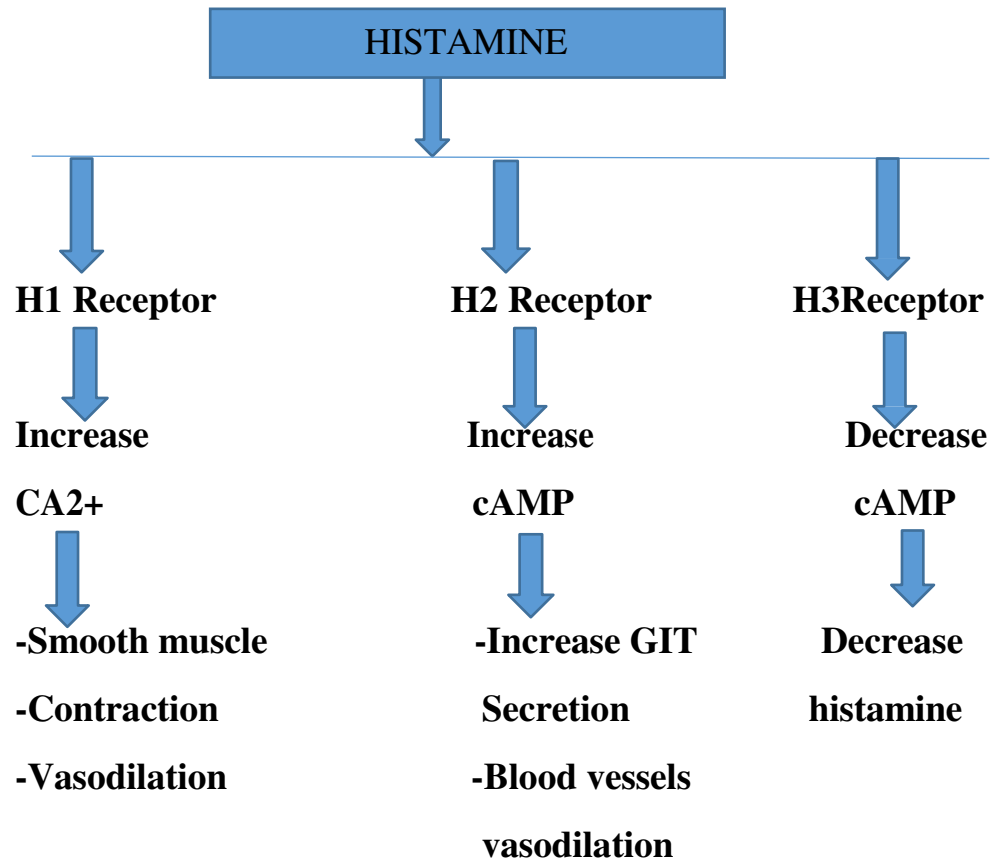 HISTAMINE
H1 Receptor
H2 Receptor
H3Receptor
Increase
Increase
Decrease
CA2+
cAMP
cAMP
-Smooth muscle
-Increase GIT
Decrease
-Contraction
Secretion
histamine
-Vasodilation
-Blood vessels
vasodilation